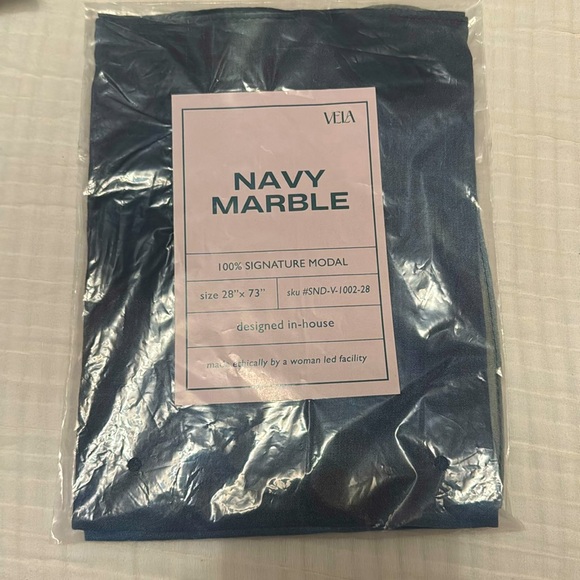 VELA
NAVY
MARBLE
100% SIGNATURE MODAL
size 28"x 73"
sku #SND-V-1002-28
designed in-house
made ethically by a woman led facility